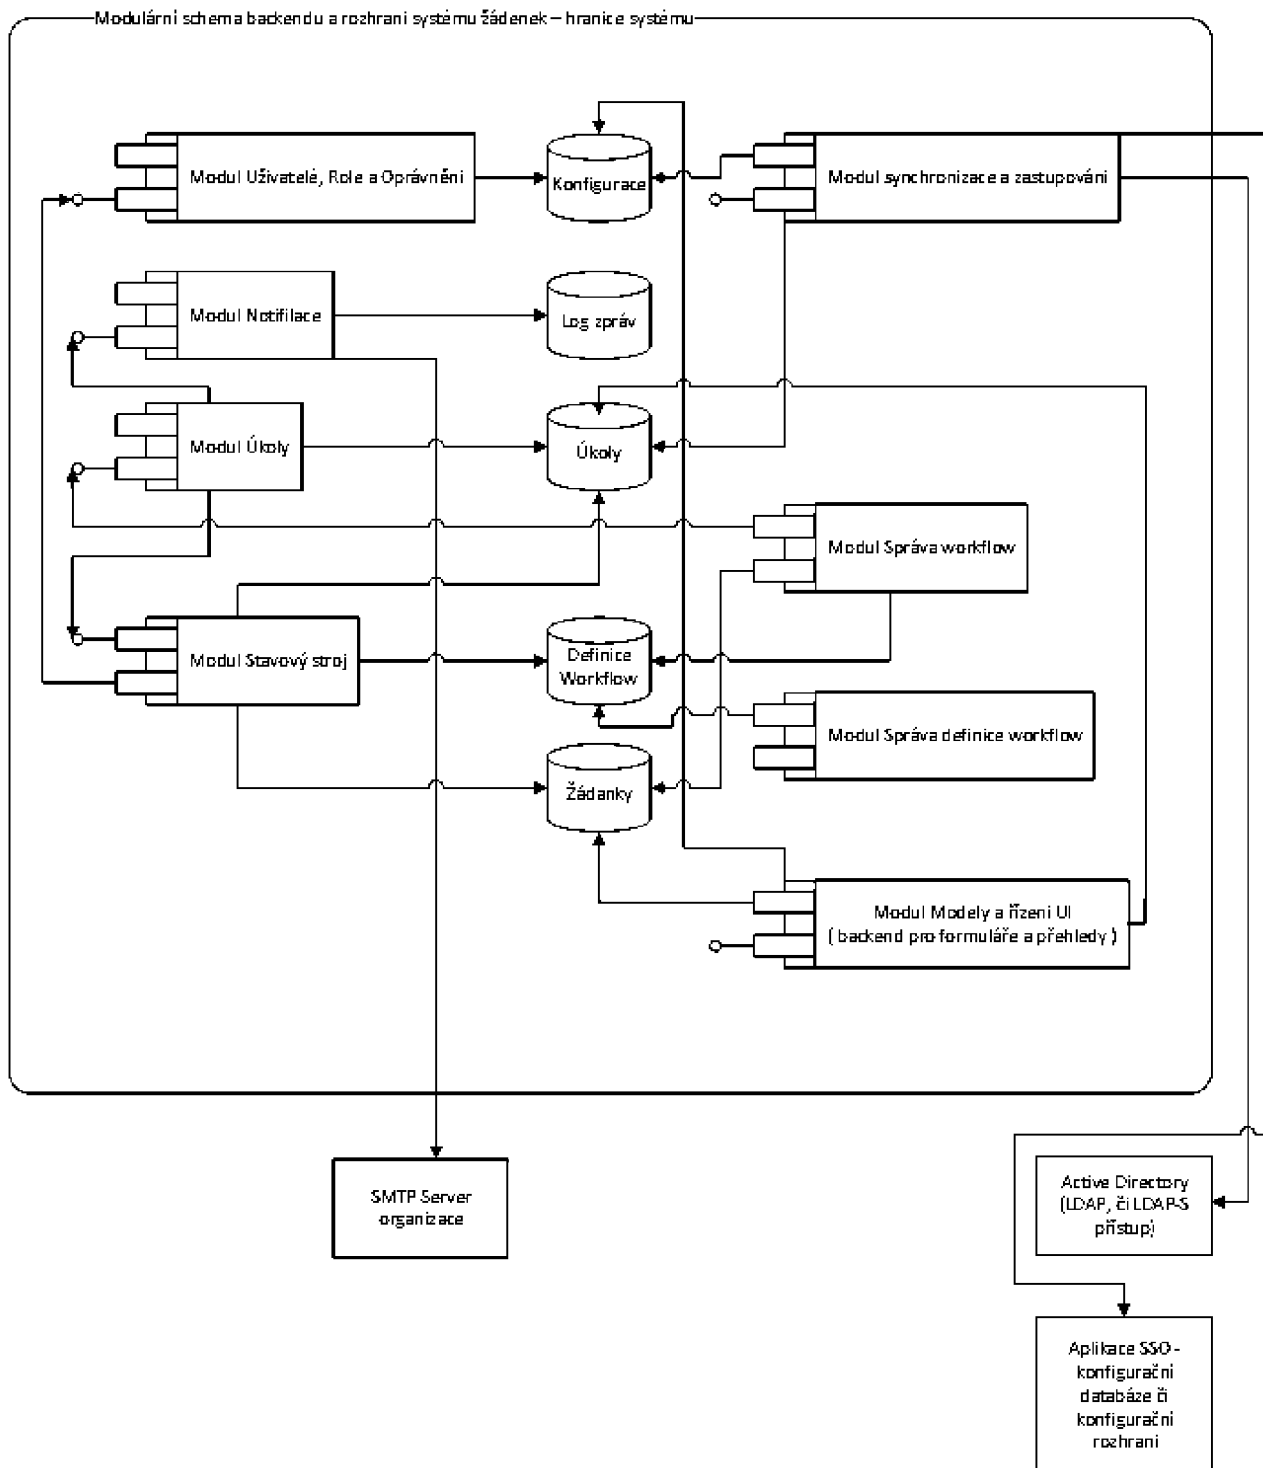 Modulární schema backendu a rozhraní systému žádenek – hranice systému
Modul Uživatelé, Role a Oprávnění
Konfigurace
Modul synchronizace a zastupování
Modul Notifilace
Log zpráv
Modul Úkoly
Úkoly
Modul Správa workflow
Modul Stavový stroj
Definice
Workflow
Modul Správa definice workflow
Žádanky
Modul Modely a řízení UI
( backend pro formuláře a přehledy )
SMTP Server
organizace
Active Directory
(LDAP, či LDAP-S
přístup)
Aplikace SSO -
konfigurační
databáze či
konfigurační
rozhraní